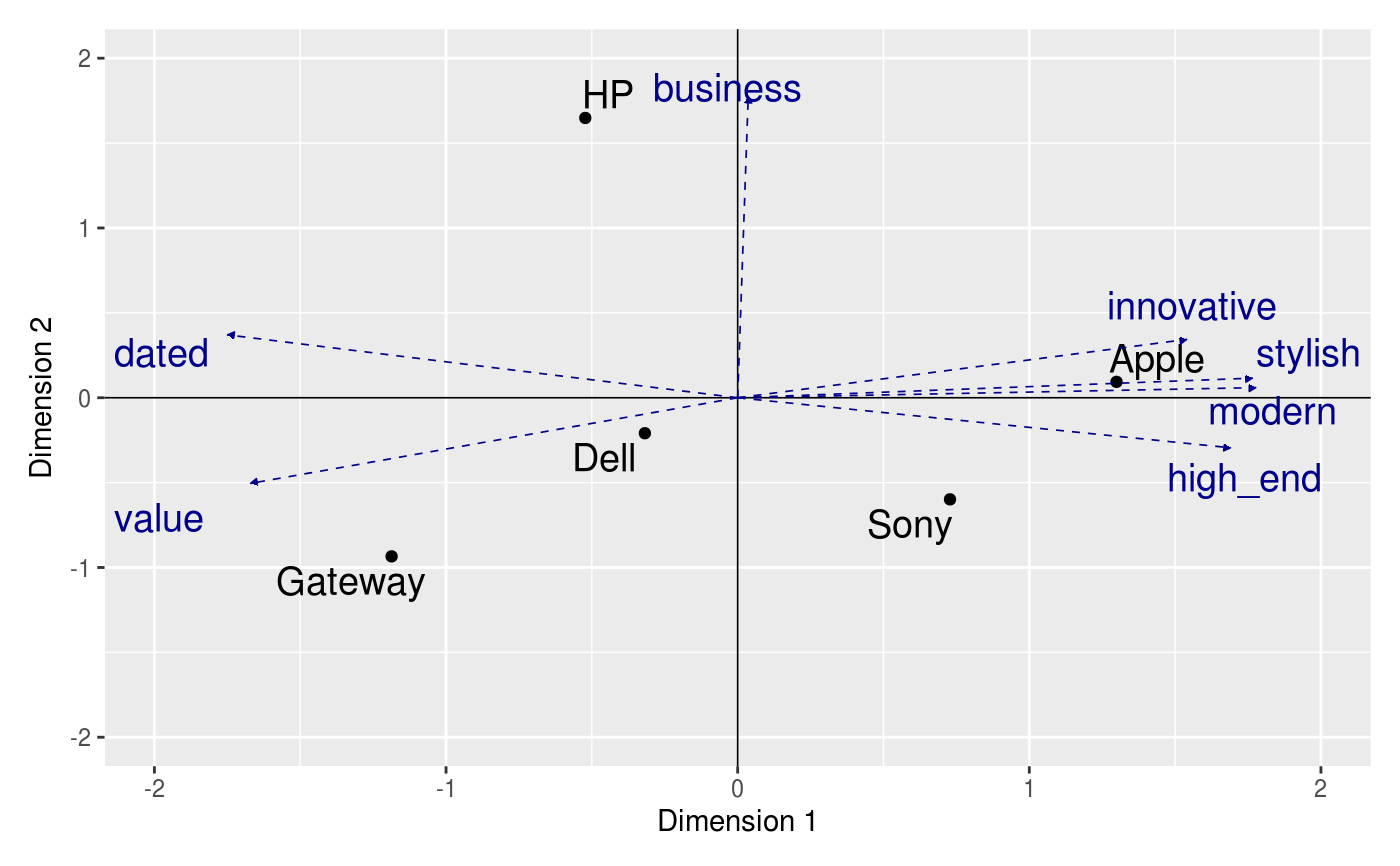 2
HP
business
1
innovative
Apple
stylish
dated
0
modern
Dell
high_end
value
Sony
-1
Gateway
-2
-2
-1
0
1
2
Dimension 1
Dimension 2